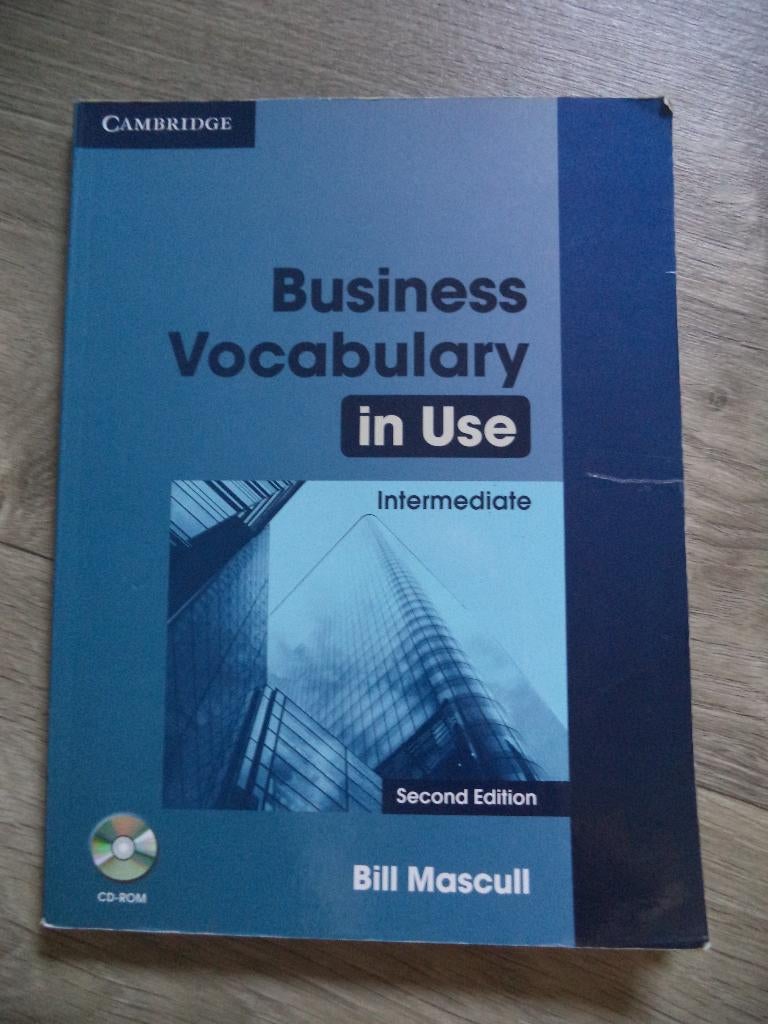 CAMBRIDGE
Business
Vocabulary
in Use
Intermediate
Second Edition
Bill Mascull
CD-ROM